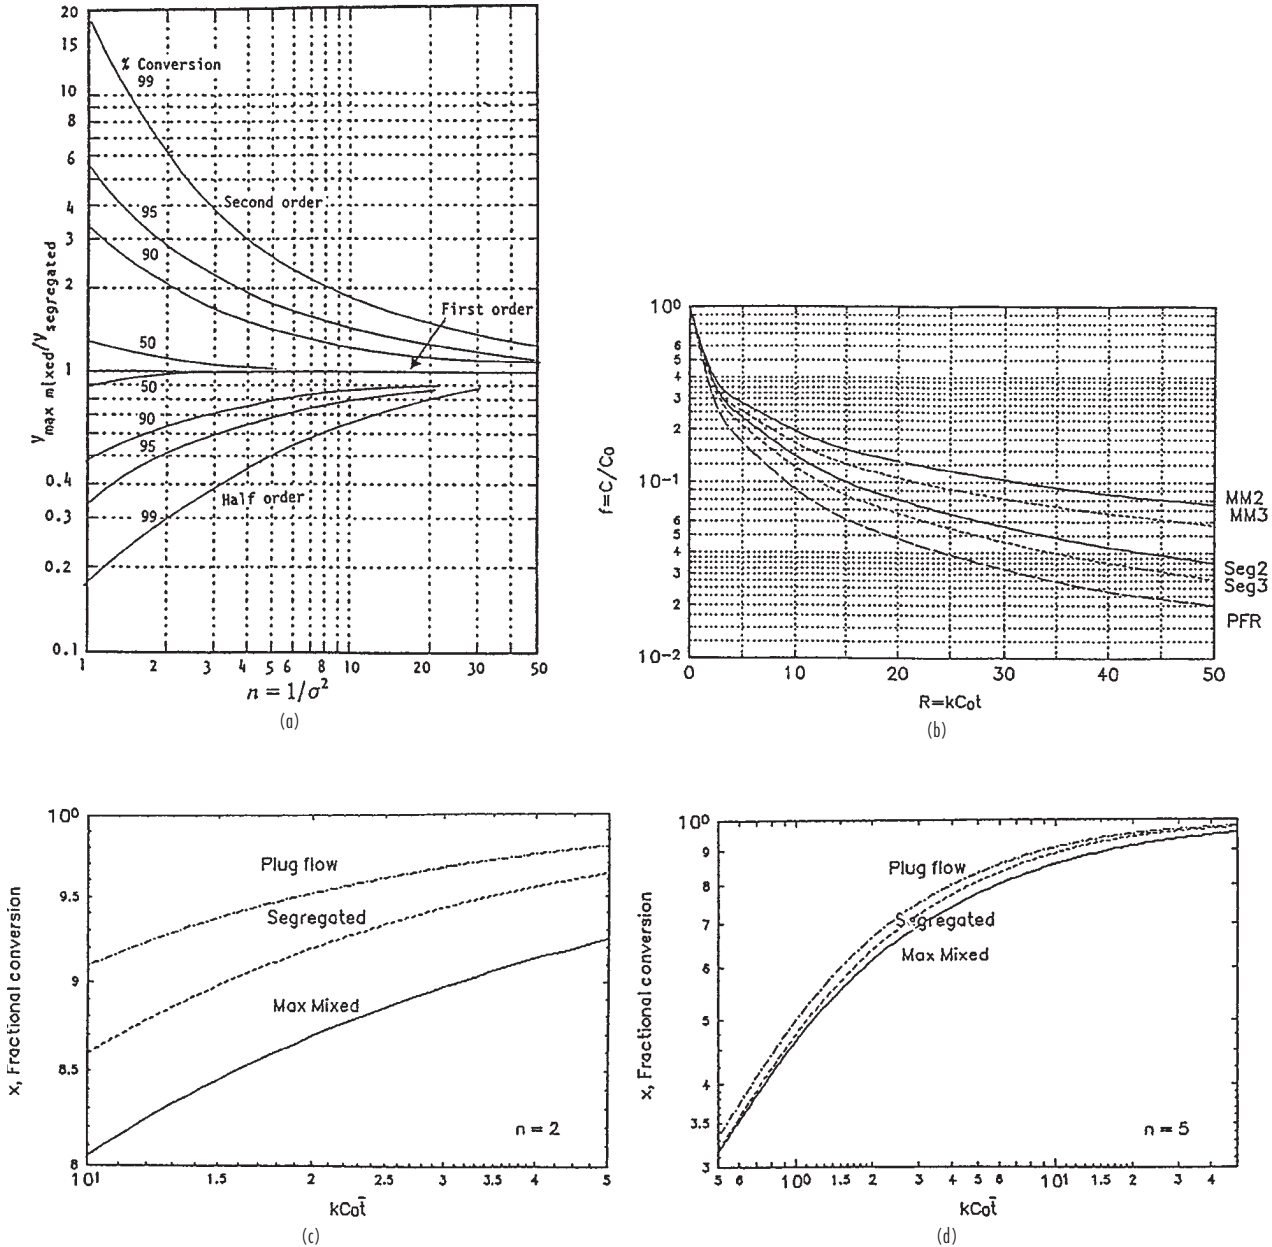 20
15
10
8
6
4
3
2
1
0.4
0.3
0.2
0.1
y max mixed/y segregated
% Conversion
99
95
90
50
50
90
95
99
Second order
First order
Half order
1 2 3 4 5 6 8 10 20 30 50
n = 1/σ²
(a)
10⁰
6
5
4
3
2
10⁻¹
6
5
4
3
2
10⁻²
f=C/C₀
MM2
MM3
Seg2
Seg3
PFR
0 10 20 30 40 50
R=kC₀t
(b)
10⁰
9.5
9
8.5
8
x, Fractional conversion
Plug flow
Segregated
Max Mixed
n = 2
10¹ 1.5 2 2.5 3 3.5 4 5
kC₀t̄
(c)
10⁰
9
8
7
6
5
4
3.5
3
x, Fractional conversion
Plug flow
Segregated
Max Mixed
n = 5
5 6 10⁰ 1.5 2 3 4 5 6 10¹ 1.5 2 3 4
kC₀t̄
(d)